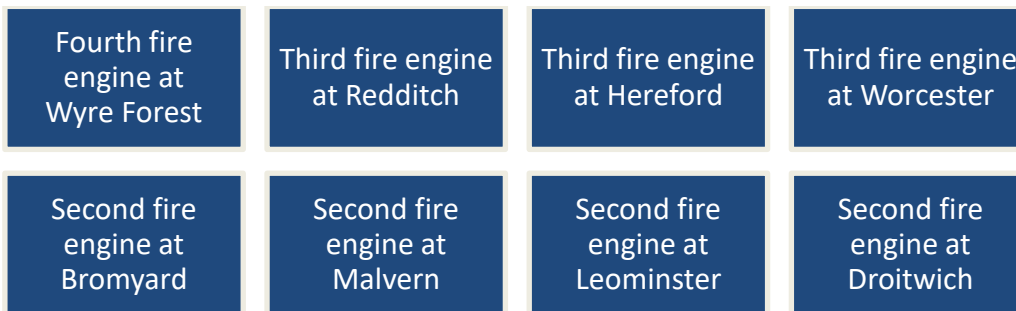 Fourth fire
engine at
Wyre Forest
Third fire engine
at Redditch
Third fire engine
at Hereford
Third fire engine
at Worcester
Second fire
engine at
Bromyard
Second fire
engine at
Malvern
Second fire
engine at
Leominster
Second fire
engine at
Droitwich